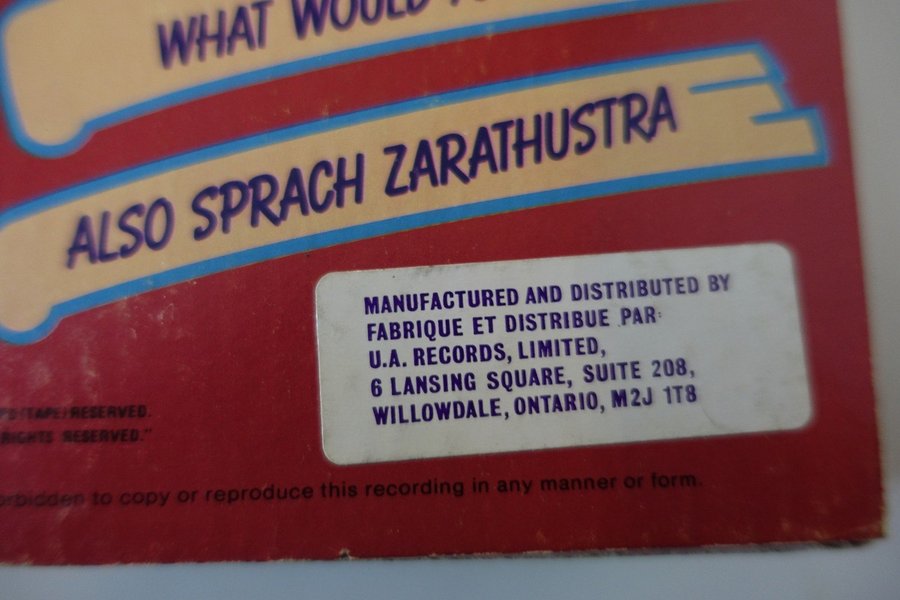 WHAT WOULD
ALSO SPRACH ZARATHUSTRA
MANUFACTURED AND DISTRIBUTED BY
FABRIQUE ET DISTRIBUE PAR:
U.A. RECORDS, LIMITED,
6 LANSING SQUARE, SUITE 208,
WILLOWDALE, ONTARIO, M2J 1T8
RESERVED.
RIGHTS RESERVED."
to copy or reproduce this recording in any manner or form.